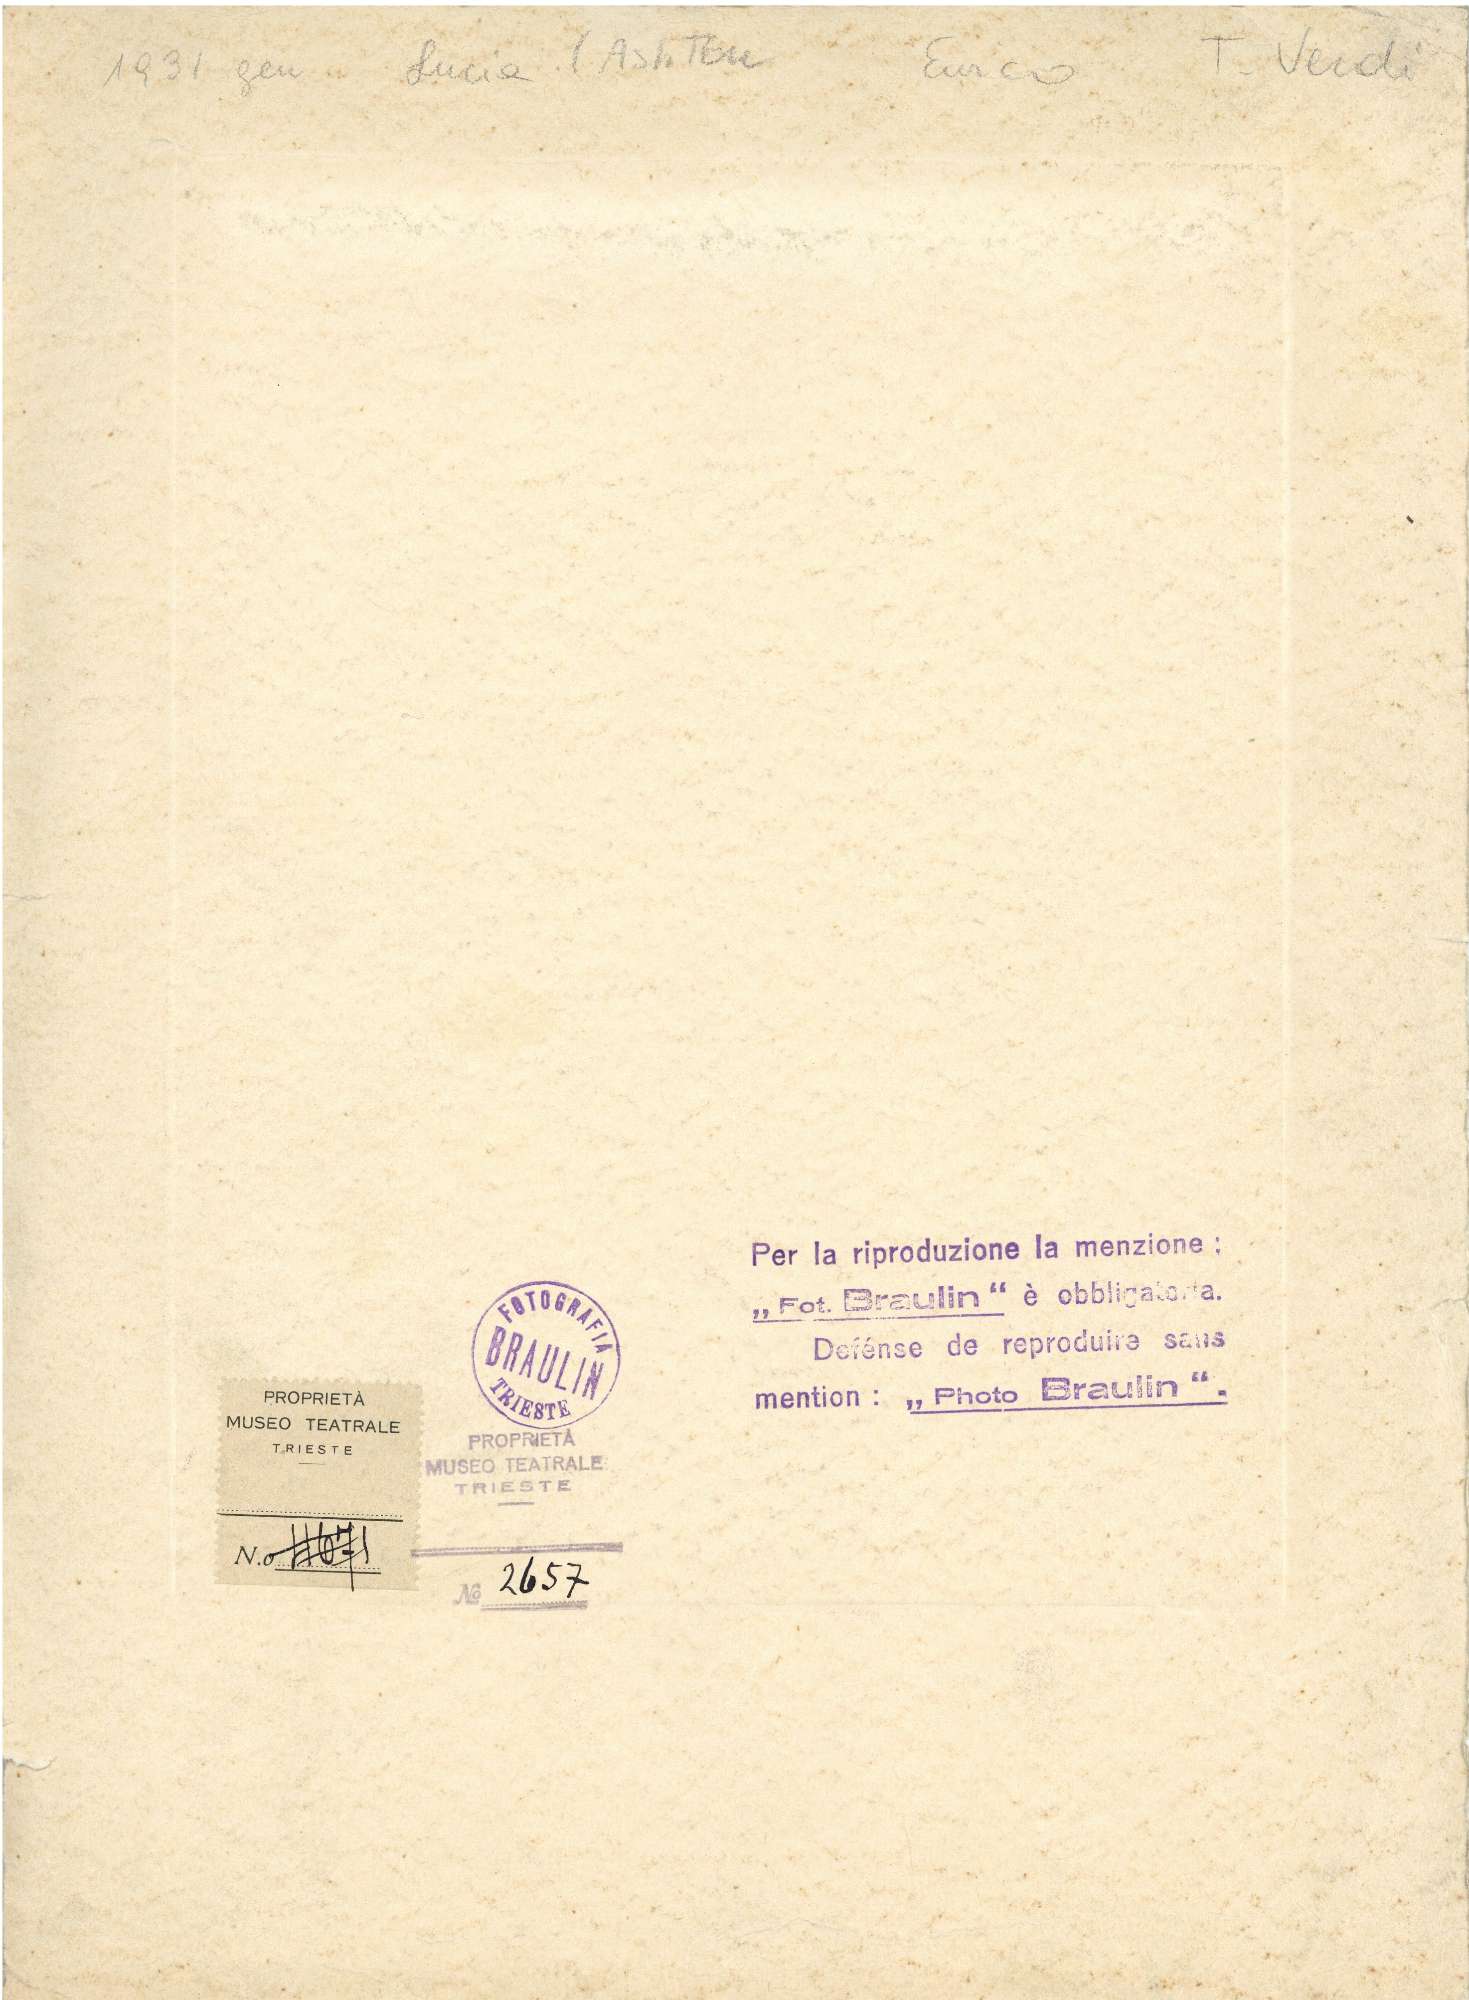 1931 gen Lucia (Ashton Enrico T. Verdi
Per la riproduzione la menzione :
„ Fot. Braulin “ è obbligatoria.
Defénse de reproduire sans
mention : „ Photo Braulin “.
FOTOGRAFIA
BRAULIN
TRIESTE
PROPRIETÀ
MUSEO TEATRALE
TRIESTE
N.o
PROPRIETÀ
MUSEO TEATRALE
TRIESTE
No 2657